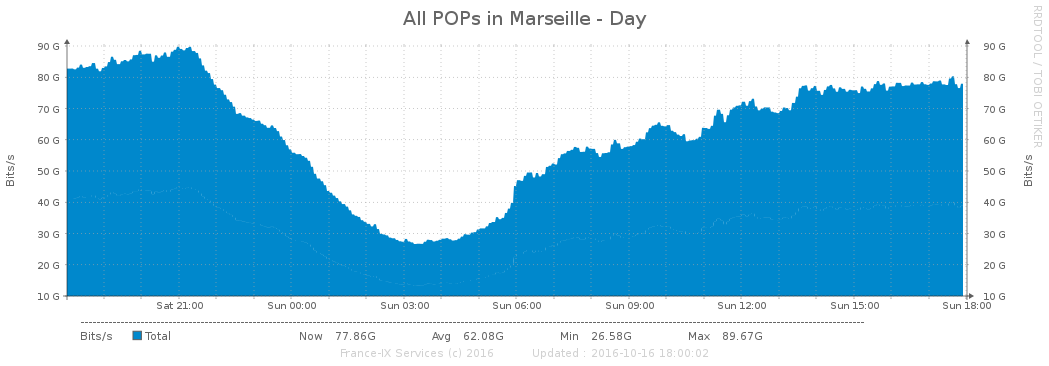 All POPs in Marseille - Day
RRDTOOL / TOBI OETIKER
Bits/s
90 G
80 G
70 G
60 G
50 G
40 G
30 G
20 G
10 G
90 G
80 G
70 G
60 G
50 G
40 G
30 G
20 G
10 G
Bits/s
Sat 21:00 Sun 00:00 Sun 03:00 Sun 06:00 Sun 09:00 Sun 12:00 Sun 15:00 Sun 18:00
Bits/s Total Now 77.86G Avg 62.08G Min 26.58G Max 89.67G
France-IX Services (c) 2016 Updated : 2016-10-16 18:00:02